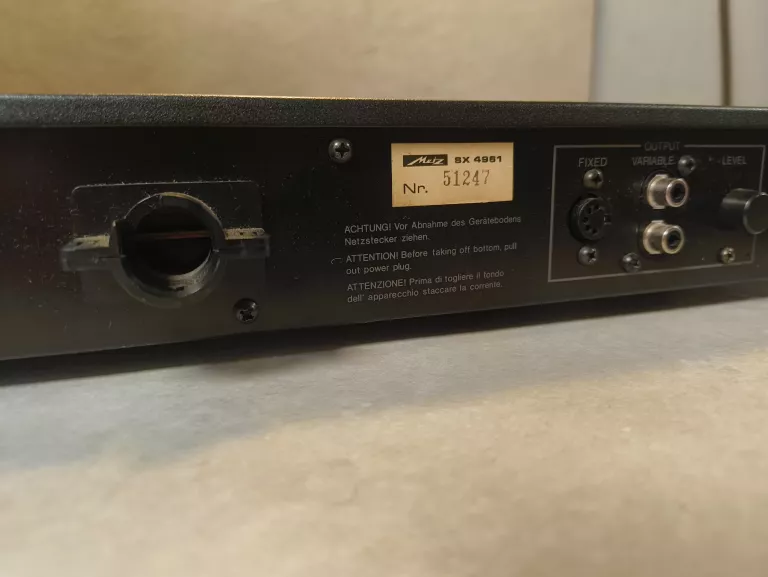 Metz SX 4961
Nr. 51247
ACHTUNG! Vor Abnahme des Gerätebodens
Netzstecker ziehen.
ATTENTION! Before taking off bottom, pull
out power plug.
ATTENZIONE! Prima di togliere il fondo
dell' apparecchio staccare la corrente.
OUTPUT
FIXED VARIABLE LEVEL